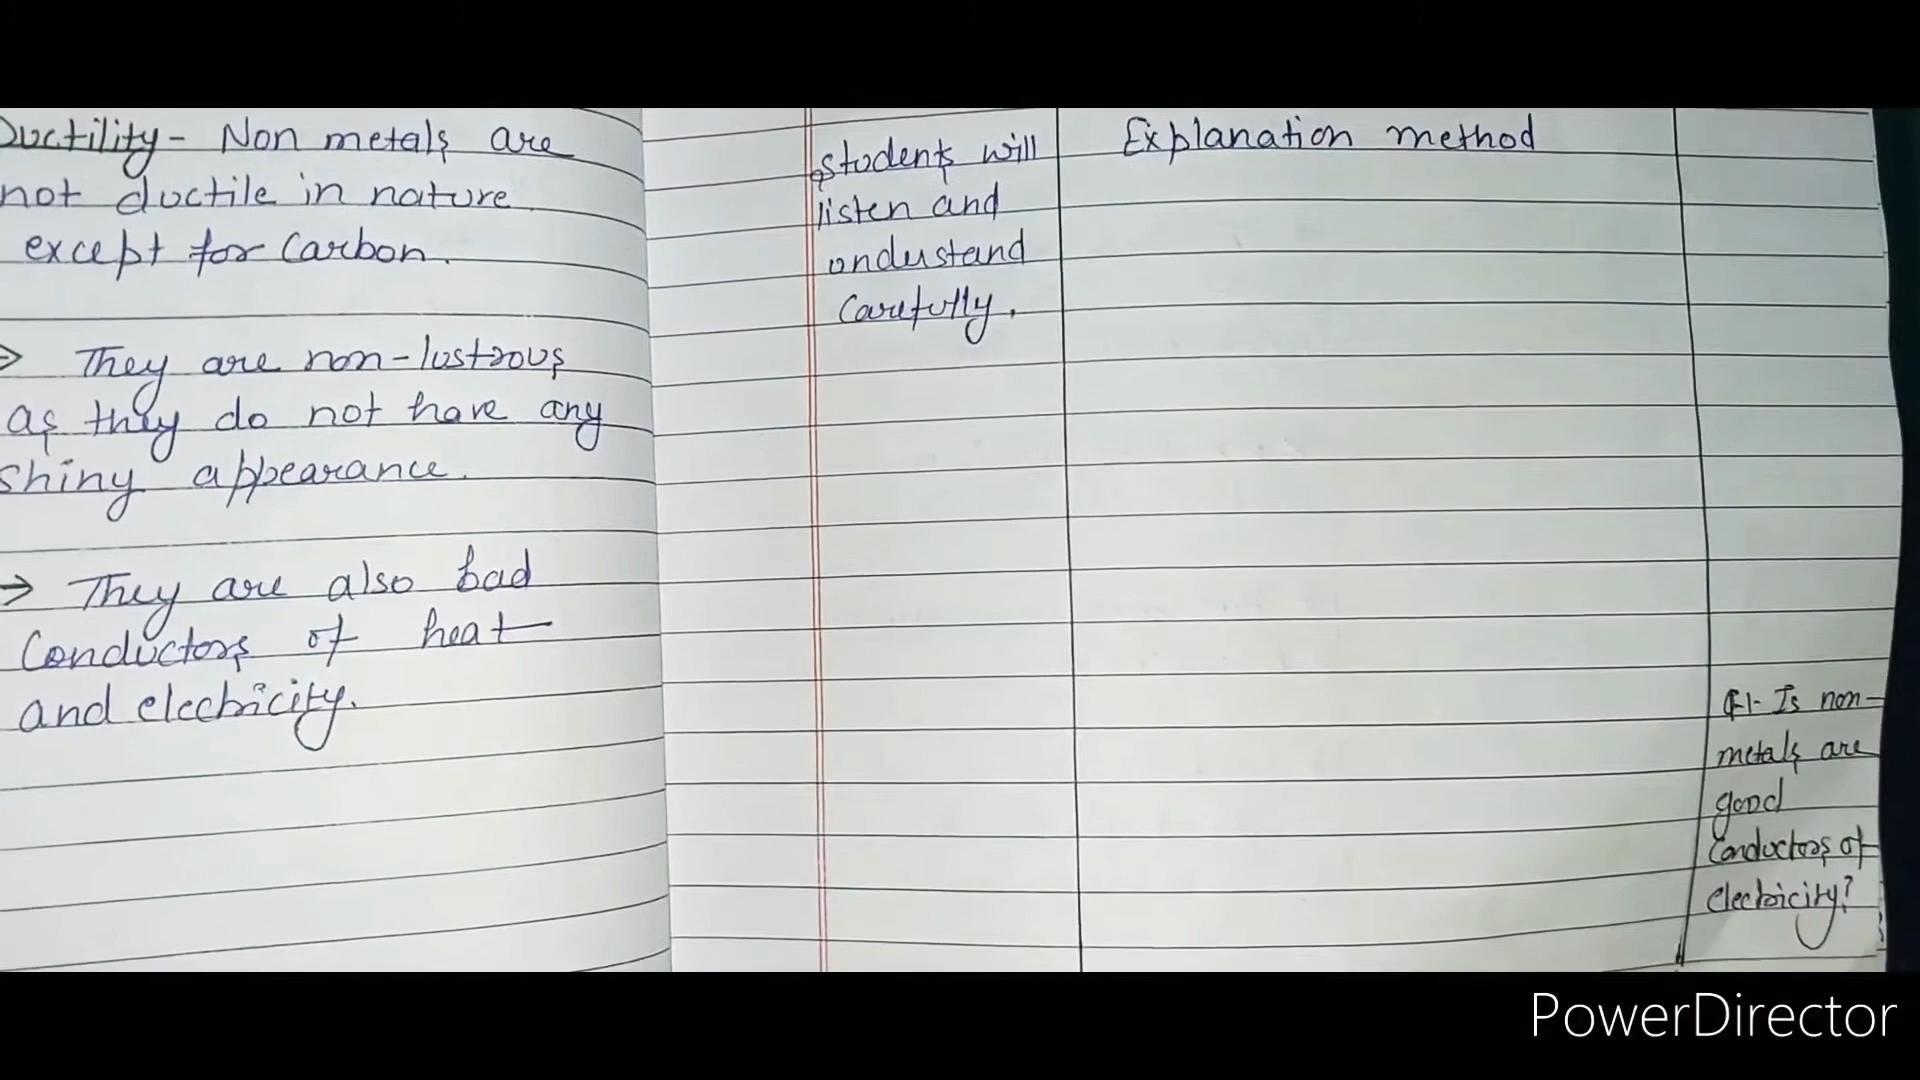 Ductility - Non metals are
not ductile in nature
except for Carbon.
→ They are non-lustrous
as they do not have any
shiny appearance.
→ They are also bad
Conductors of heat
and electricity.
students will
listen and
understand
Carefully.
Explanation method
Q1- Is non-
metals are
good
Conductors of
electricity?
PowerDirector